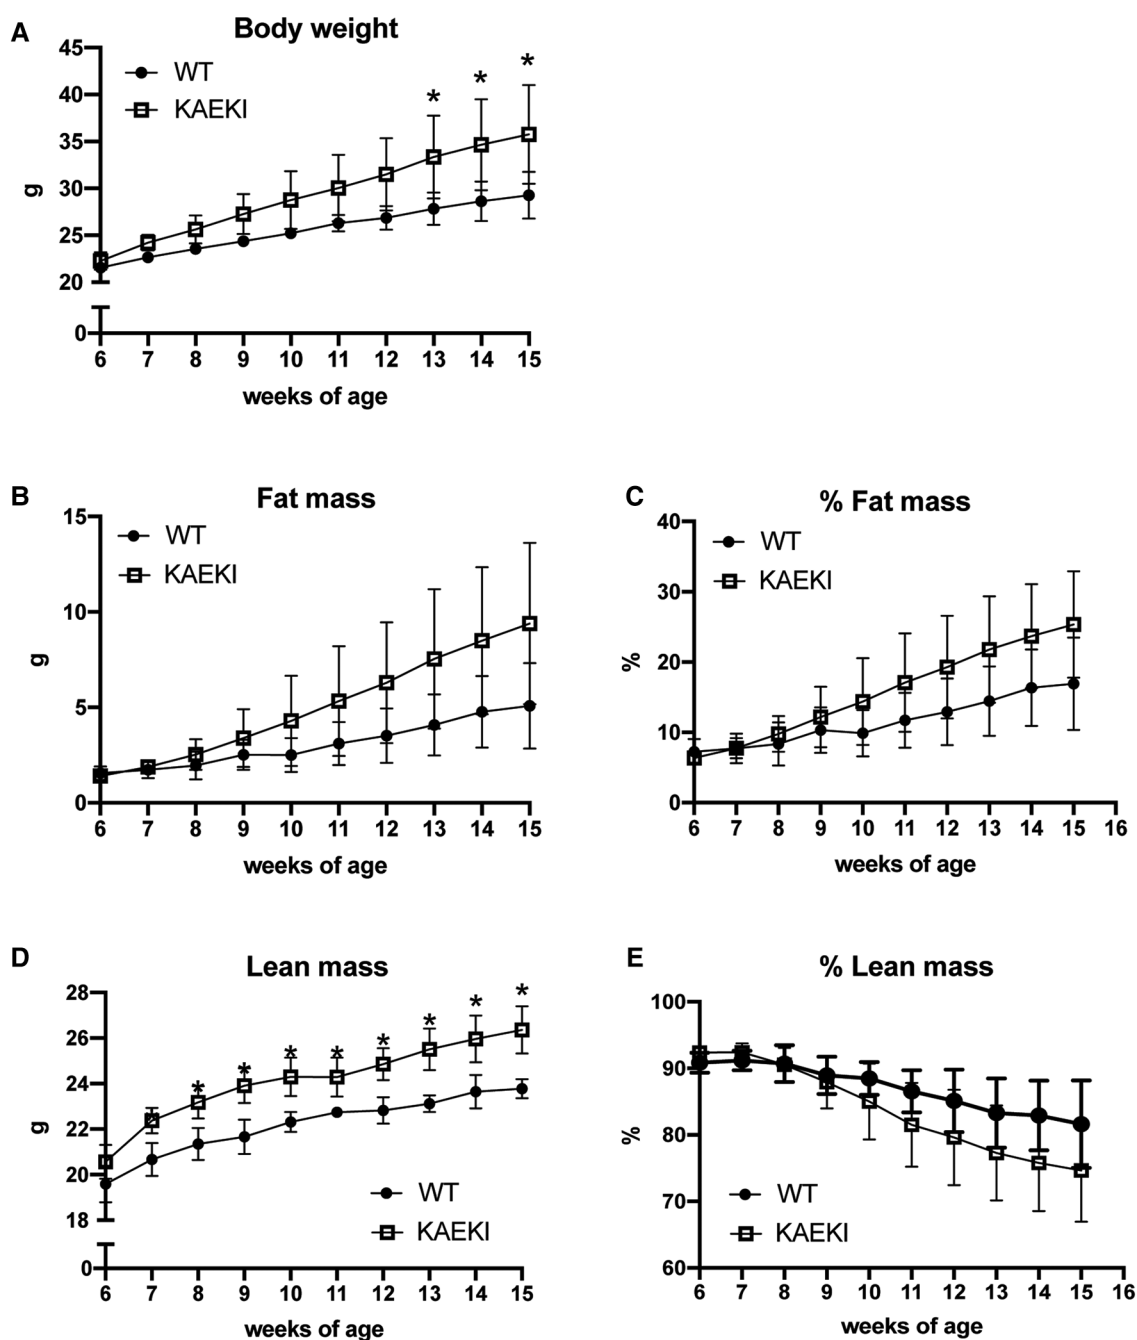 A
Body weight
45
40
35
30
25
20
0
g
WT
KAEKI
* * *
6 7 8 9 10 11 12 13 14 15
weeks of age
B
Fat mass
15
10
5
0
g
WT
KAEKI
6 7 8 9 10 11 12 13 14 15
weeks of age
C
% Fat mass
40
30
20
10
0
%
WT
KAEKI
6 7 8 9 10 11 12 13 14 15 16
weeks of age
D
Lean mass
28
26
24
22
20
18
0
g
* * * * * * * *
WT
KAEKI
6 7 8 9 10 11 12 13 14 15
weeks of age
E
% Lean mass
100
90
80
70
60
%
WT
KAEKI
6 7 8 9 10 11 12 13 14 15 16
weeks of age